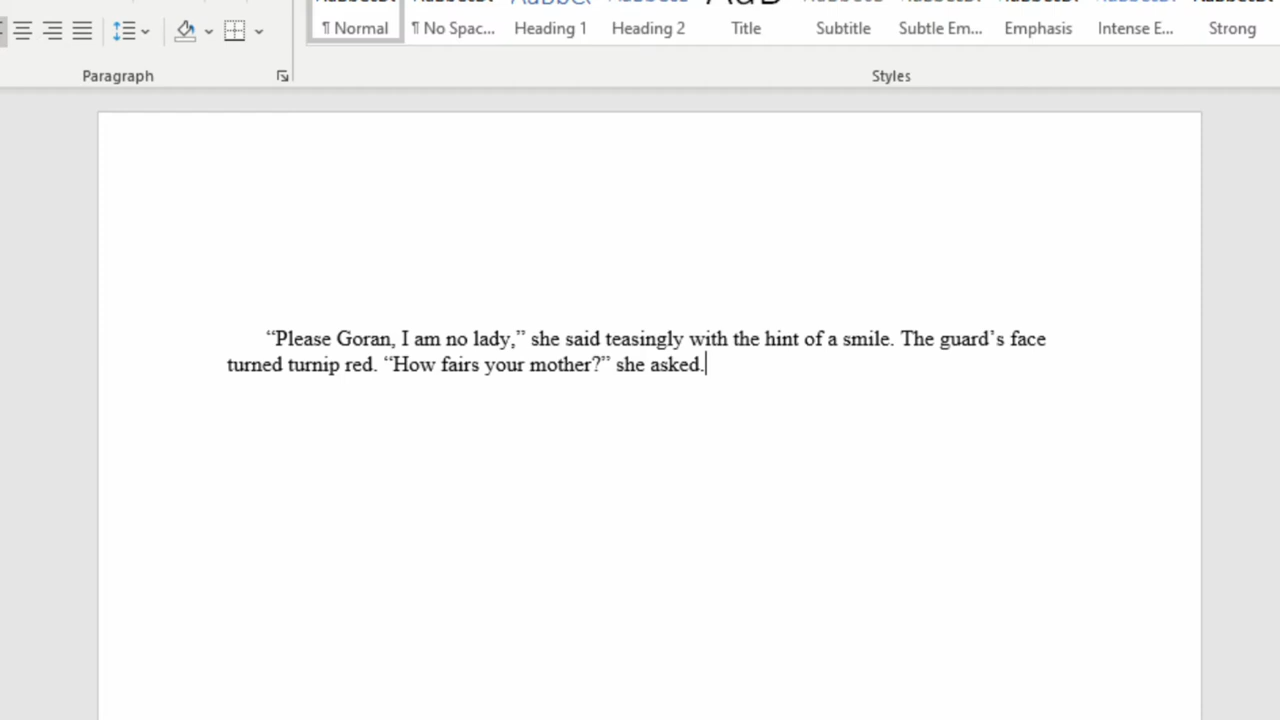 ¶ Normal ¶ No Spac... Heading 1 Heading 2 Title Subtitle Subtle Em... Emphasis Intense E... Strong
Paragraph Styles
“Please Goran, I am no lady,” she said teasingly with the hint of a smile. The guard’s face
turned turnip red. “How fairs your mother?” she asked.